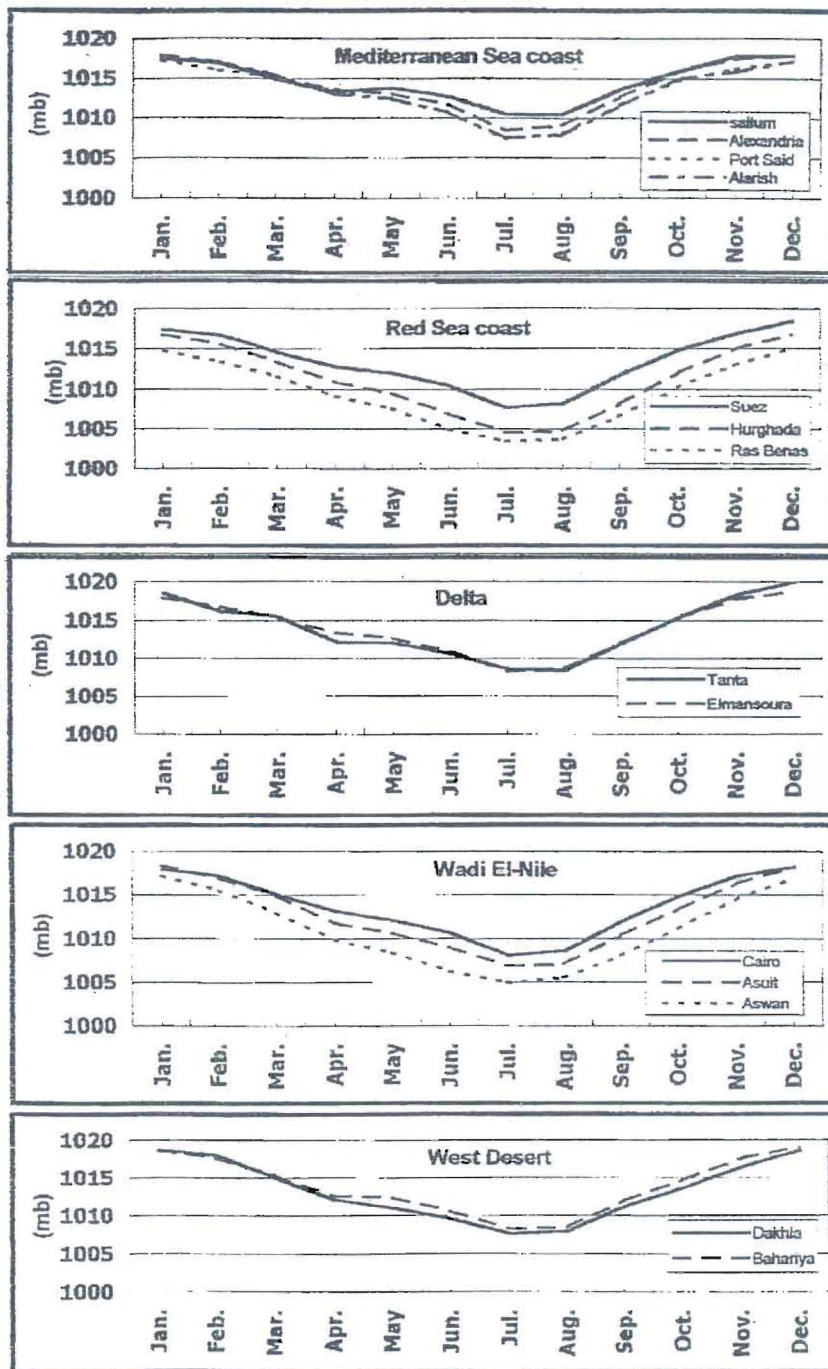 1020
1015
1010
1005
1000
(mb)
Mediterranean Sea coast
sallum
Alexandria
Port Said
Alarish
Jan.
Feb.
Mar.
Apr.
May
Jun.
Jul.
Aug.
Sep.
Oct.
Nov.
Dec.
1020
1015
1010
1005
1000
(mb)
Red Sea coast
Suez
Hurghada
Ras Benas
Jan.
Feb.
Mar.
Apr.
May
Jun.
Jul.
Aug.
Sep.
Oct.
Nov.
Dec.
1020
1015
1010
1005
1000
(mb)
Delta
Tanta
Elmansoura
Jan.
Feb.
Mar.
Apr.
May
Jun.
Jul.
Aug.
Sep.
Oct.
Nov.
Dec.
1020
1015
1010
1005
1000
(mb)
Wadi El-Nile
Cairo
Asuit
Aswan
Jan.
Feb.
Mar.
Apr.
May
Jun.
Jul.
Aug.
Sep.
Oct.
Nov.
Dec.
1020
1015
1010
1005
1000
(mb)
West Desert
Dakhla
Bahariya
Jan.
Feb.
Mar.
Apr.
May
Jun.
Jul.
Aug.
Sep.
Oct.
Nov.
Dec.